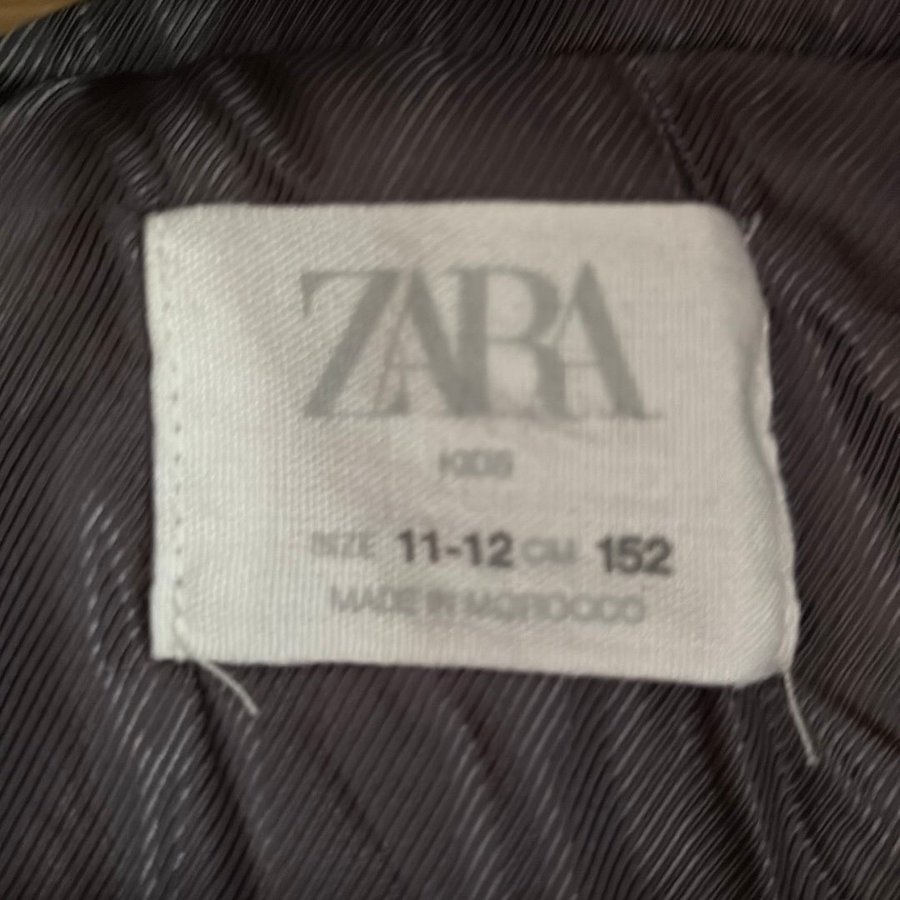 ZARA
KIDS
SIZE 11-12 CM 152
MADE IN MOROCCO